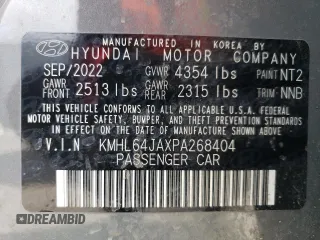 MANUFACTURED IN KOREA BY
HYUNDAI MOTOR COMPANY
SEP/2022 GVWR 4354 lbs PAINT NT2
GAWR FRONT 2513 lbs GAWR REAR 2315 lbs TRIM NNB
THIS VEHICLE CONFORMS TO ALL APPLICABLE FEDERAL
MOTOR VEHICLE SAFETY, BUMPER, AND THEFT PREVENTION
STANDARDS IN EFFECT ON THE DATE OF MANUFACTURE
SHOWN ABOVE.
V.I.N KMHL64JAXPA268404
PASSENGER CAR
DREAMBID